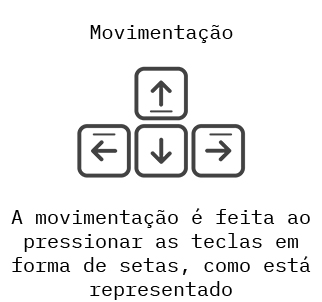 Movimentação
A movimentação é feita ao
pressionar as teclas em
forma de setas, como está
representado